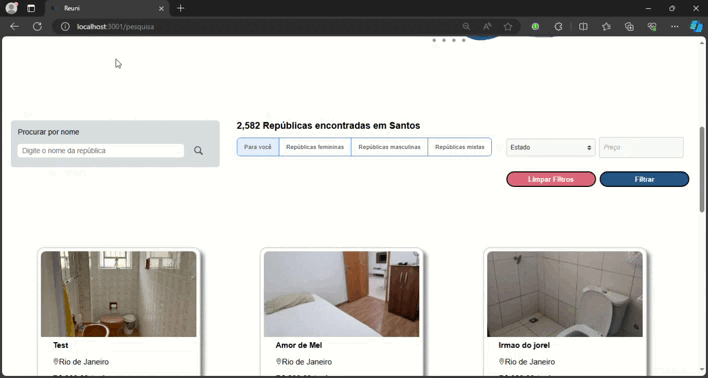 Reuni
localhost:3001/pesquisa
Procurar por nome
Digite o nome da república
2,582 Repúblicas encontradas em Santos
Para você
Repúblicas femininas
Repúblicas masculinas
Repúblicas mistas
Estado
Preço
Limpar Filtros
Filtrar
Test
Rio de Janeiro
Amor de Mel
Rio de Janeiro
Irmao do jorel
Rio de Janeiro